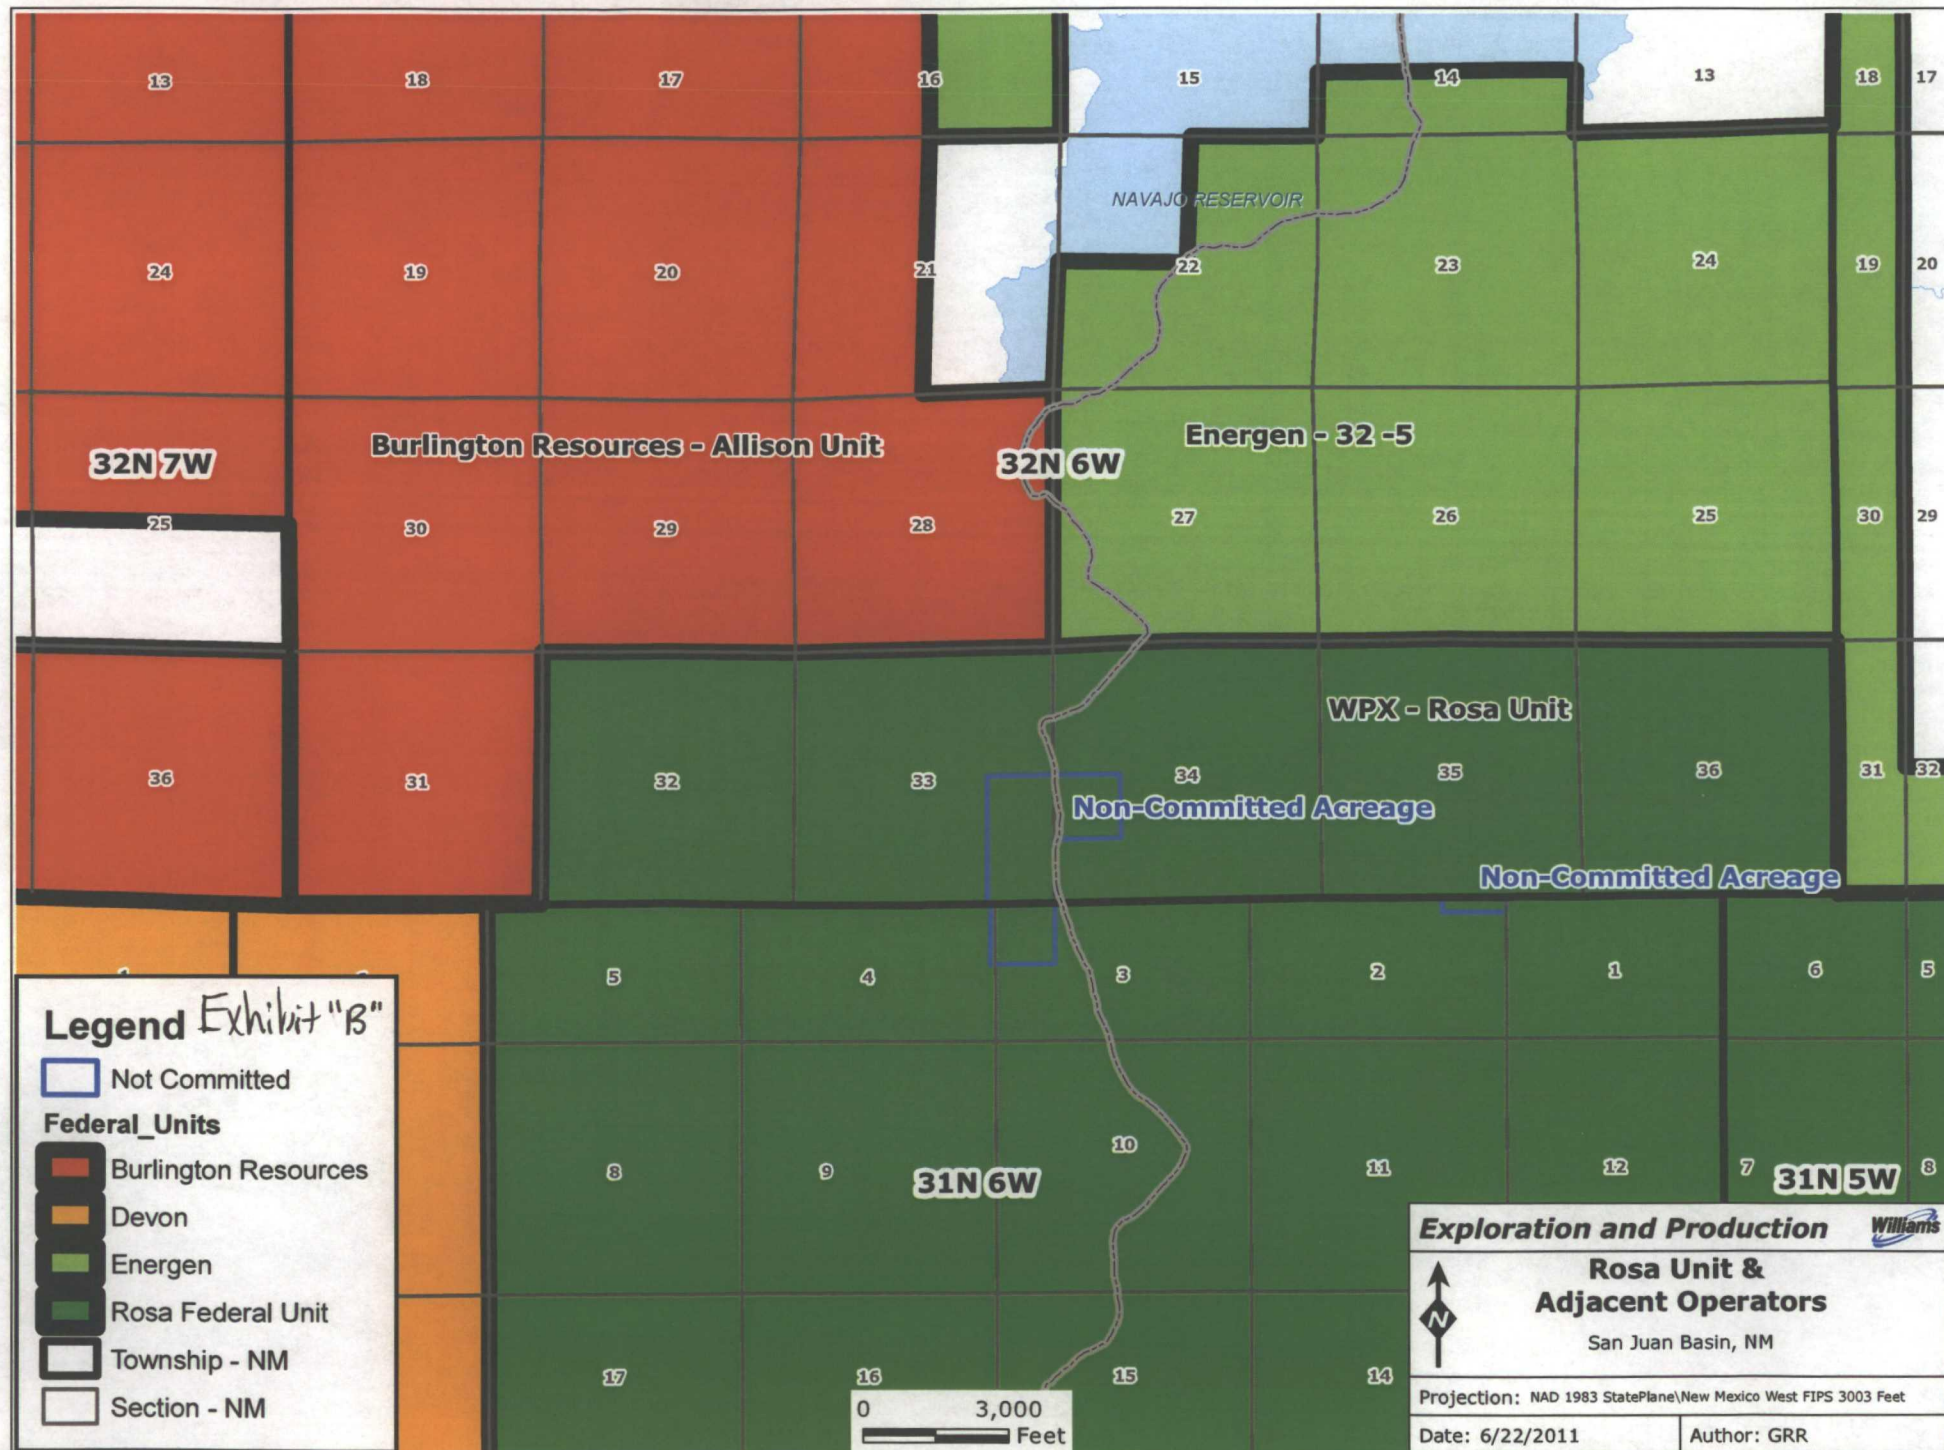 13 18 17 16 15 14 13 18 17
NAVAJO RESERVOIR
24 19 20 21 22 23 24 19 20
Burlington Resources - Allison Unit
Energen - 32 -5
32N 7W
32N 6W
25 30 29 28 27 26 25 30 29
WPX - Rosa Unit
36 31 32 33 34 35 36 31 32
Non-Committed Acreage
Non-Committed Acreage
5 4 3 2 1 6 5
8 9 10 11 12 7 8
31N 6W
31N 5W
17 16 15 14
Legend Exhibit "B"
Not Committed
Federal_Units
Burlington Resources
Devon
Energen
Rosa Federal Unit
Township - NM
Section - NM
0 3,000
Feet
Exploration and Production Williams
Rosa Unit &
Adjacent Operators
N
San Juan Basin, NM
Projection: NAD 1983 StatePlane\New Mexico West FIPS 3003 Feet
Date: 6/22/2011 Author: GRR